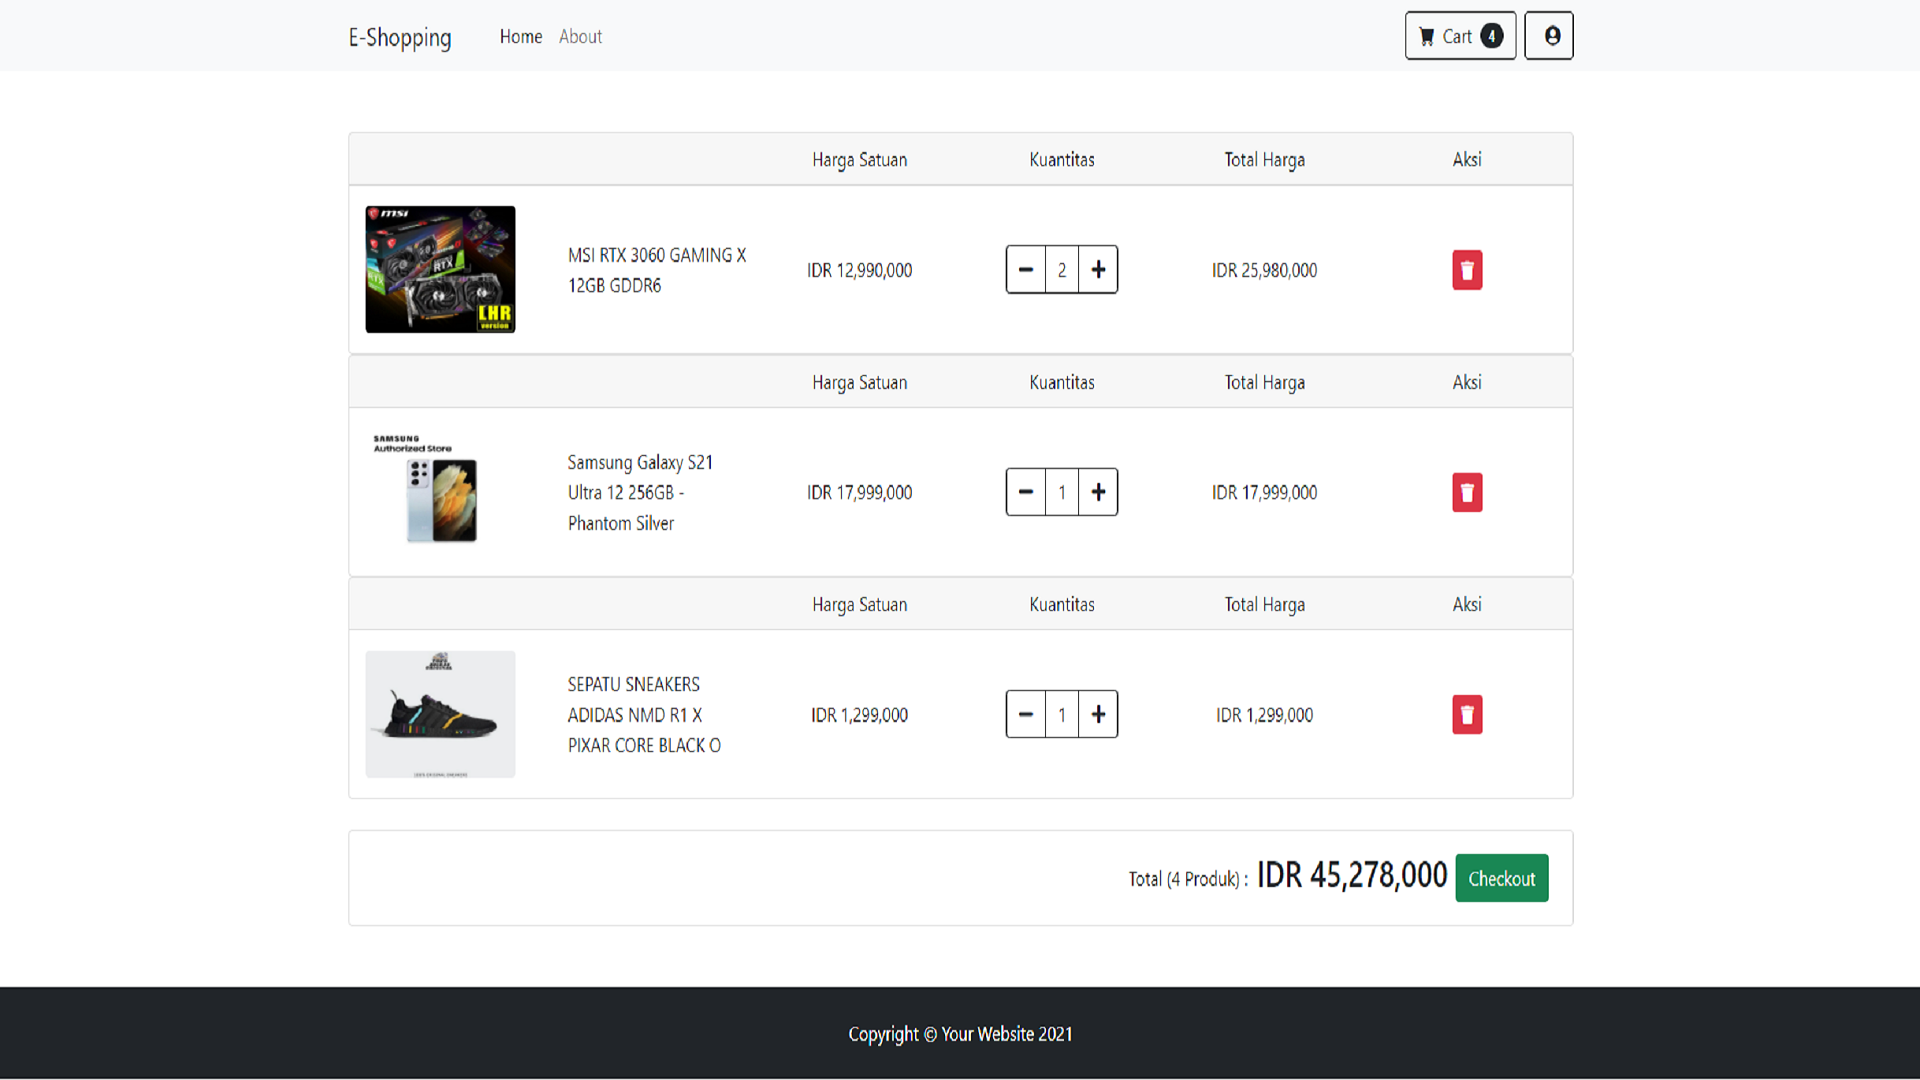 E-Shopping Home About Cart 4
Harga Satuan Kuantitas Total Harga Aksi
msi
RTX
LHR
version
MSI RTX 3060 GAMING X
12GB GDDR6
IDR 12,990,000 2 IDR 25,980,000
Harga Satuan Kuantitas Total Harga Aksi
SAMSUNG
Authorized Store
Samsung Galaxy S21
Ultra 12 256GB -
Phantom Silver
IDR 17,999,000 1 IDR 17,999,000
Harga Satuan Kuantitas Total Harga Aksi
SEPATU SNEAKERS
ADIDAS NMD R1 X
PIXAR CORE BLACK O
IDR 1,299,000 1 IDR 1,299,000
Total (4 Produk) : IDR 45,278,000 Checkout
Copyright © Your Website 2021